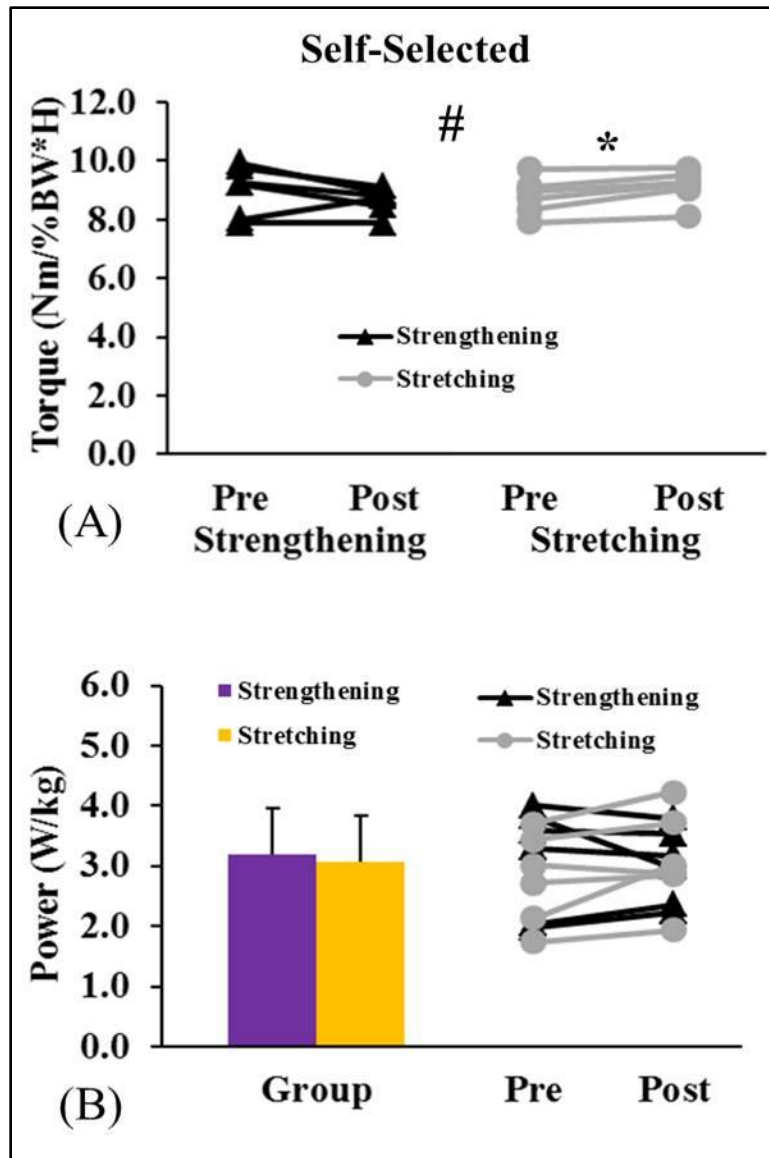 Self-Selected
Torque (Nm/%BW*H)
12.0
10.0
8.0
6.0
4.0
2.0
0.0
#
*
Strengthening
Stretching
Pre Post Pre Post
Strengthening Stretching
(A)
Power (W/kg)
6.0
5.0
4.0
3.0
2.0
1.0
0.0
Strengthening
Stretching
Strengthening
Stretching
Group Pre Post
(B)